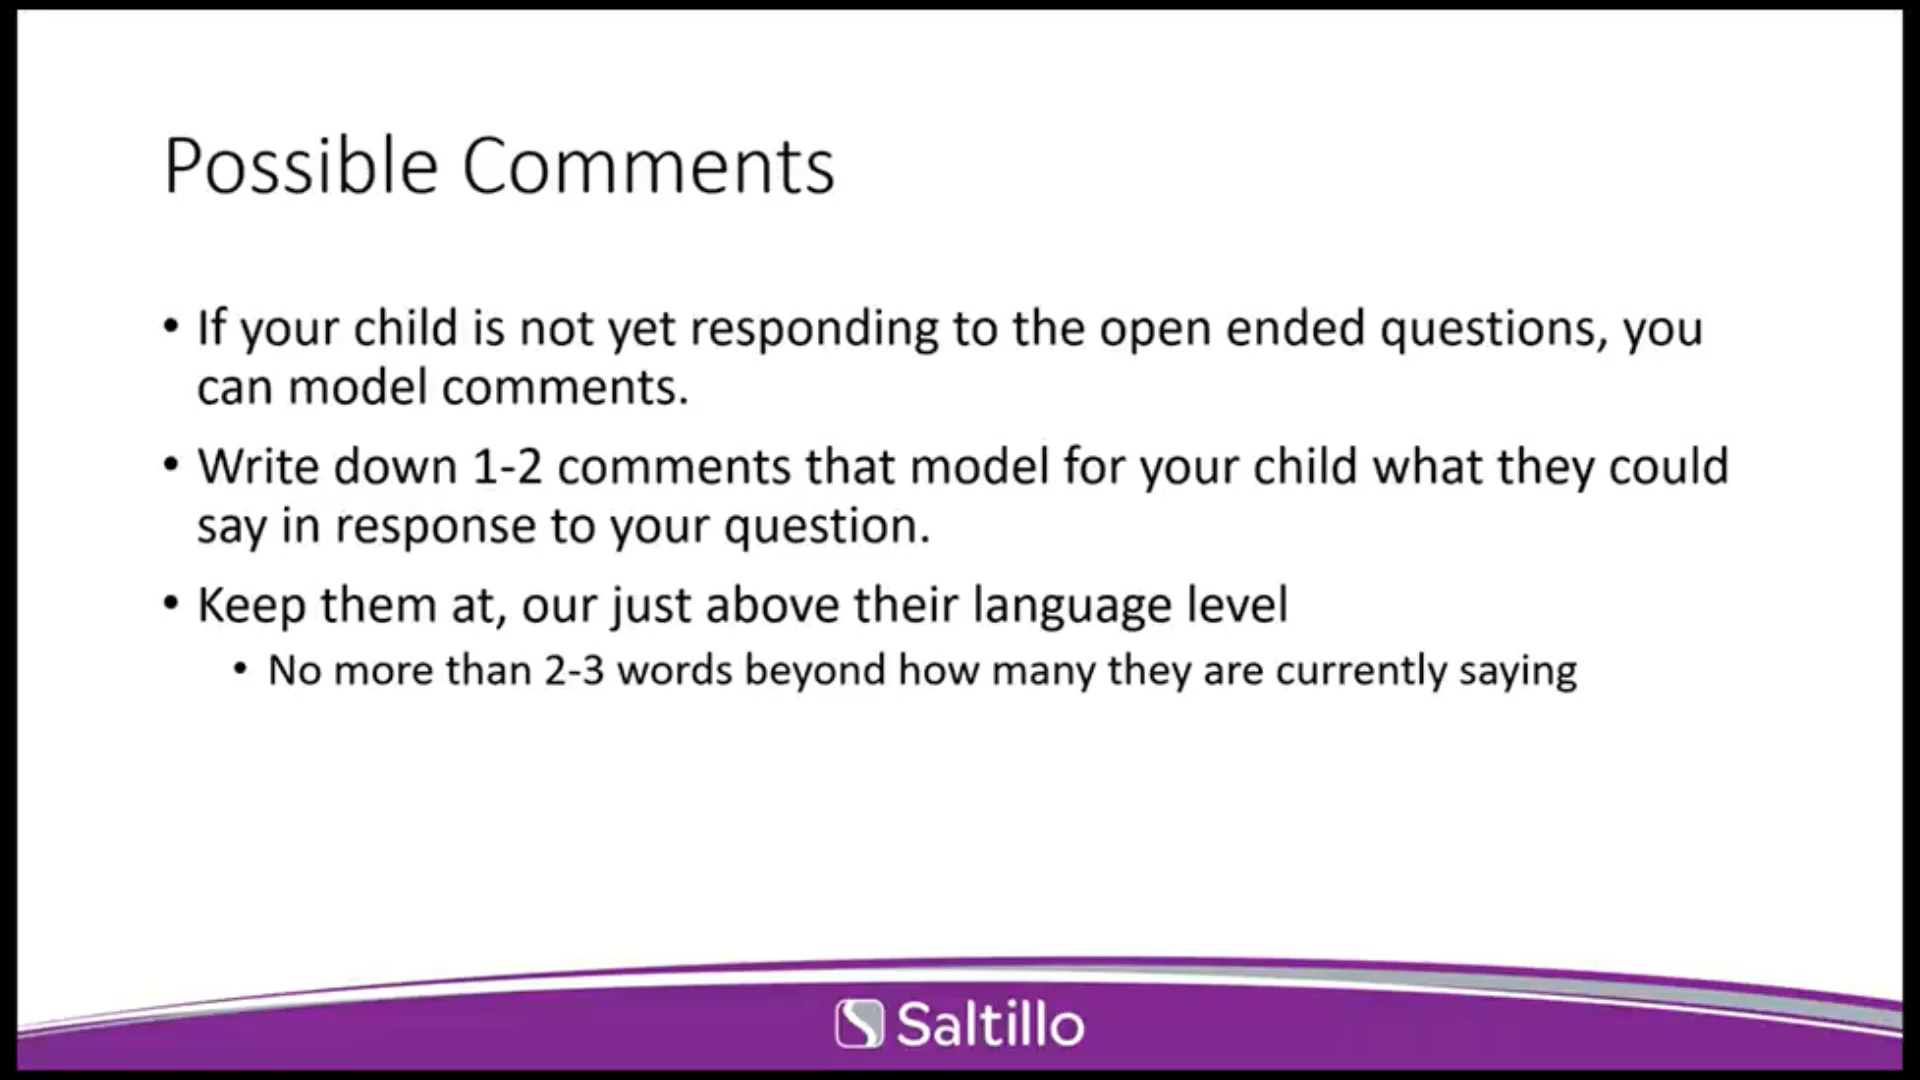 Possible Comments
• If your child is not yet responding to the open ended questions, you
can model comments.
• Write down 1-2 comments that model for your child what they could
say in response to your question.
• Keep them at, our just above their language level
• No more than 2-3 words beyond how many they are currently saying
Saltillo